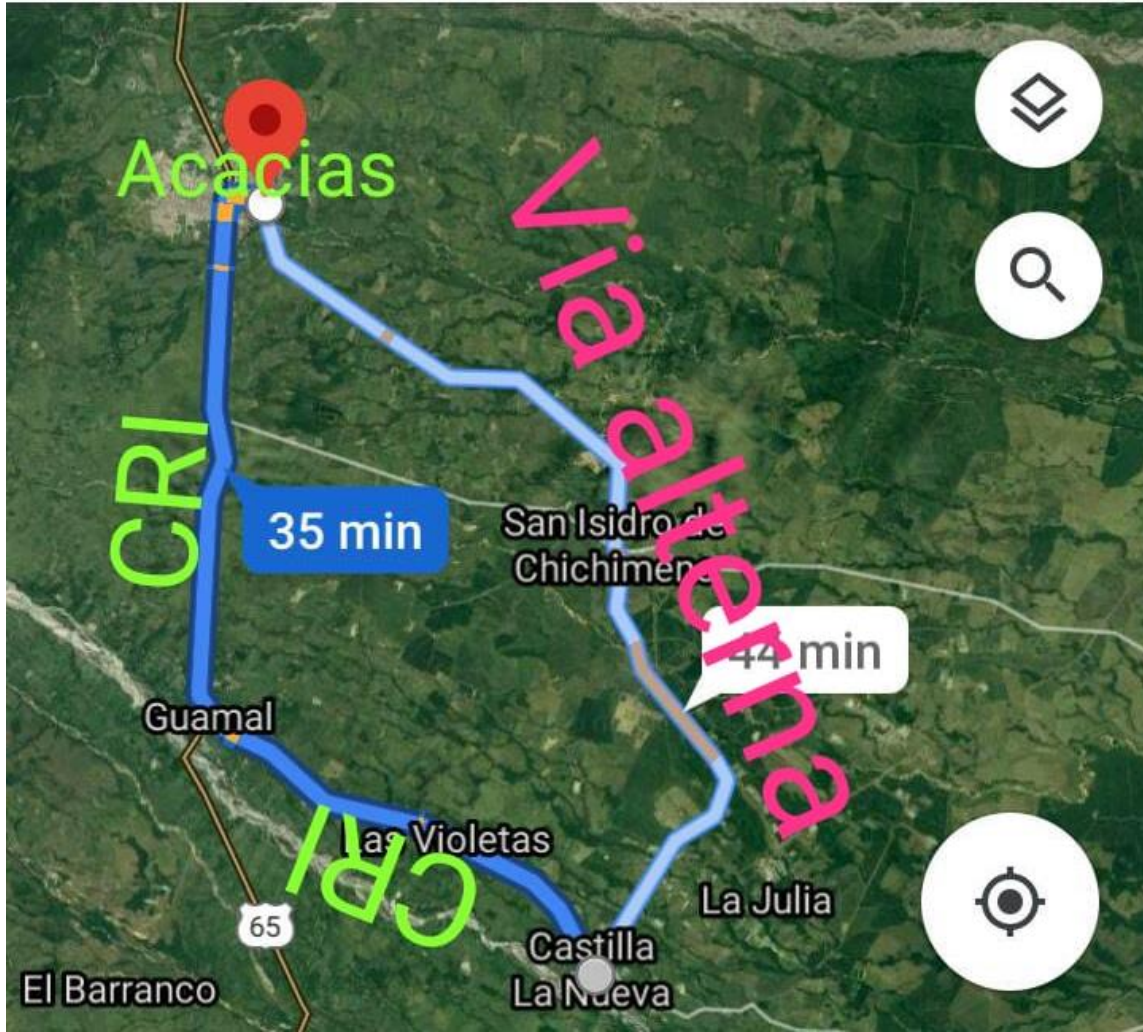 Acacias
Via alterna
CRI
35 min
San Isidro de
Chichimene
44 min
Guamal
Las Violetas
CRI
La Julia
65
Castilla
La Nueva
El Barranco